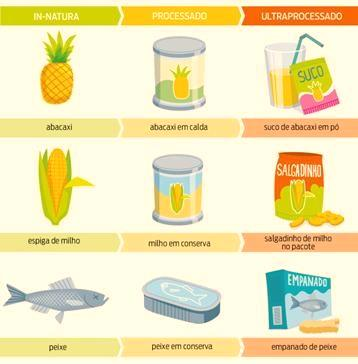 IN-NATURA
PROCESSADO
ULTRAPROCESSADO
SUCO
abacaxi
abacaxi em calda
suco de abacaxi em pó
SALGADINHO
espiga de milho
milho em conserva
salgadinho de milho
no pacote
EMPANADO
peixe
peixe em conserva
empanado de peixe